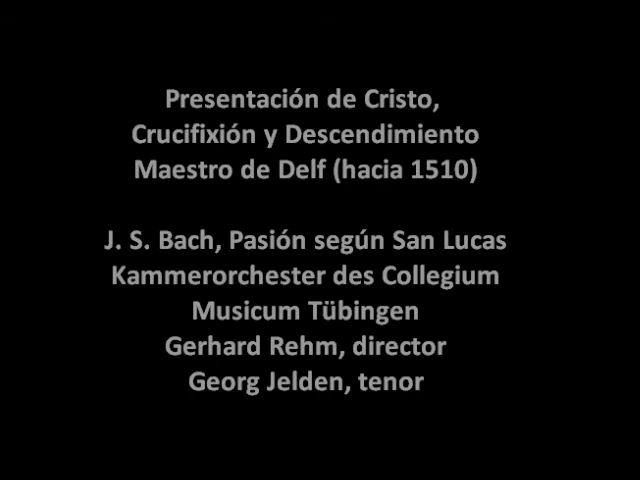 Presentación de Cristo,
Crucifixión y Descendimiento
Maestro de Delf (hacia 1510)
J. S. Bach, Pasión según San Lucas
Kammerorchester des Collegium
Musicum Tübingen
Gerhard Rehm, director
Georg Jelden, tenor